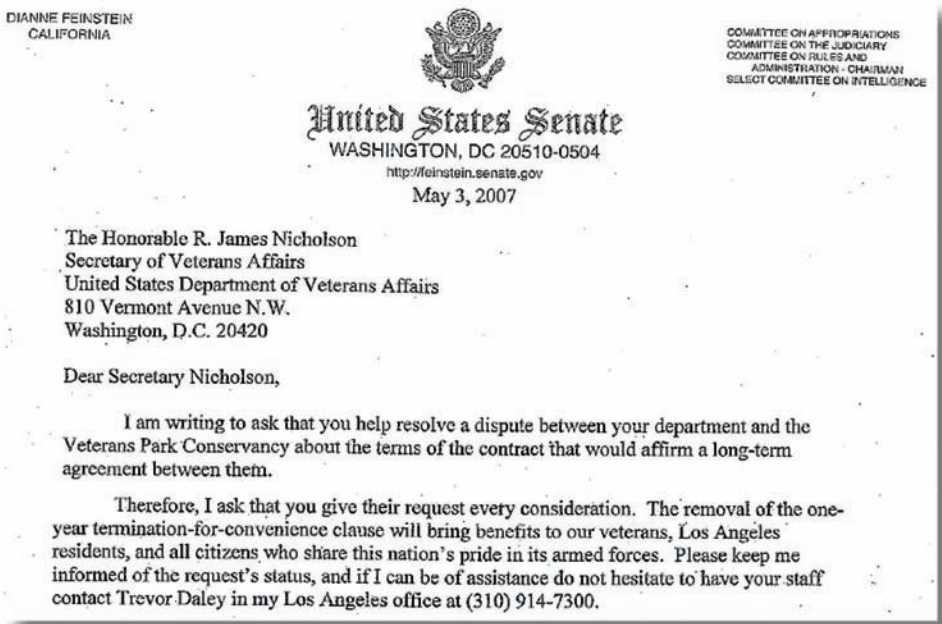 DIANNE FEINSTEIN
CALIFORNIA
COMMITTEE ON APPROPRIATIONS
COMMITTEE ON THE JUDICIARY
COMMITTEE ON RULES AND
ADMINISTRATION - CHAIRMAN
SELECT COMMITTEE ON INTELLIGENCE
United States Senate
WASHINGTON, DC 20510-0504
http://feinstein.senate.gov
May 3, 2007
The Honorable R. James Nicholson
Secretary of Veterans Affairs
United States Department of Veterans Affairs
810 Vermont Avenue N.W.
Washington, D.C. 20420
Dear Secretary Nicholson,
I am writing to ask that you help resolve a dispute between your department and the
Veterans Park Conservancy about the terms of the contract that would affirm a long-term
agreement between them.
Therefore, I ask that you give their request every consideration. The removal of the one-
year termination-for-convenience clause will bring benefits to our veterans, Los Angeles
residents, and all citizens who share this nation's pride in its armed forces. Please keep me
informed of the request's status, and if I can be of assistance do not hesitate to have your staff
contact Trevor Daley in my Los Angeles office at (310) 914-7300.